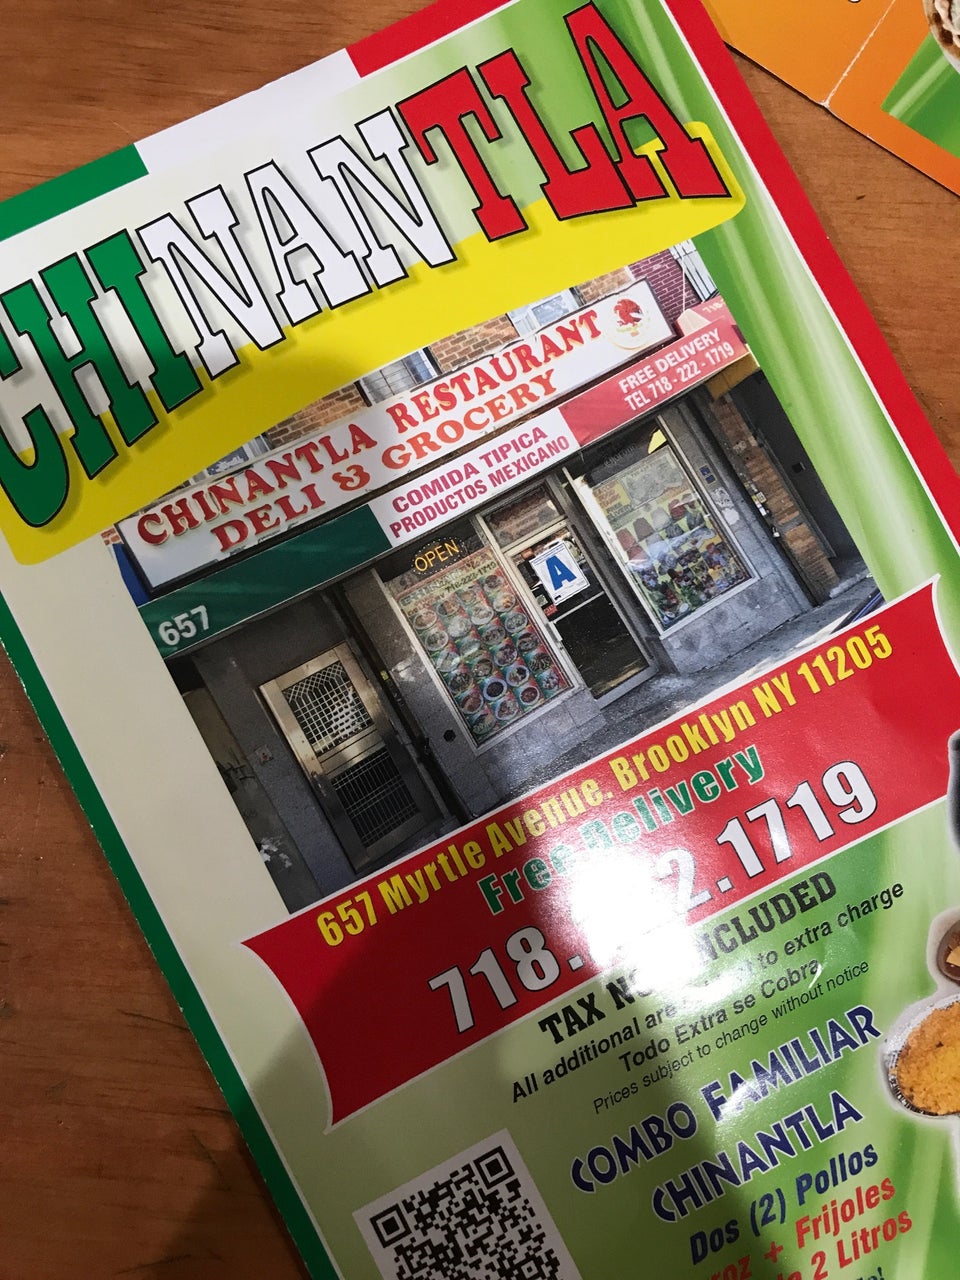 CHINANTLA
CHINANTLA RESTAURANT
DELI & GROCERY
FREE DELIVERY
TEL 718-222-1719
COMIDA TIPICA
PRODUCTOS MEXICANO
657
OPEN
A
657 Myrtle Avenue. Brooklyn NY 11205
Free Delivery
718. 2.1719
TAX INCLUDED
All additional are to extra charge
Todo Extra se Cobra
Prices subject to change without notice
COMBO FAMILIAR
CHINANTLA
Dos (2) Pollos
+ Frijoles
2 Litros